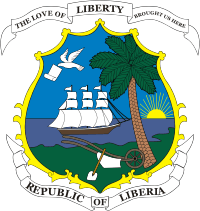 THE LOVE OF LIBERTY BROUGHT US HERE
REPUBLIC OF LIBERIA